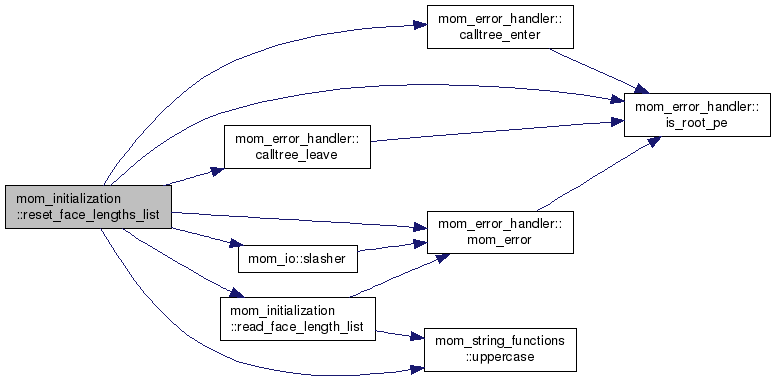 mom_error_handler::
calltree_enter
mom_error_handler::
is_root_pe
mom_error_handler::
calltree_leave
mom_initialization
::reset_face_lengths_list
mom_error_handler::
mom_error
mom_io::slasher
mom_initialization
::read_face_length_list
mom_string_functions
::uppercase